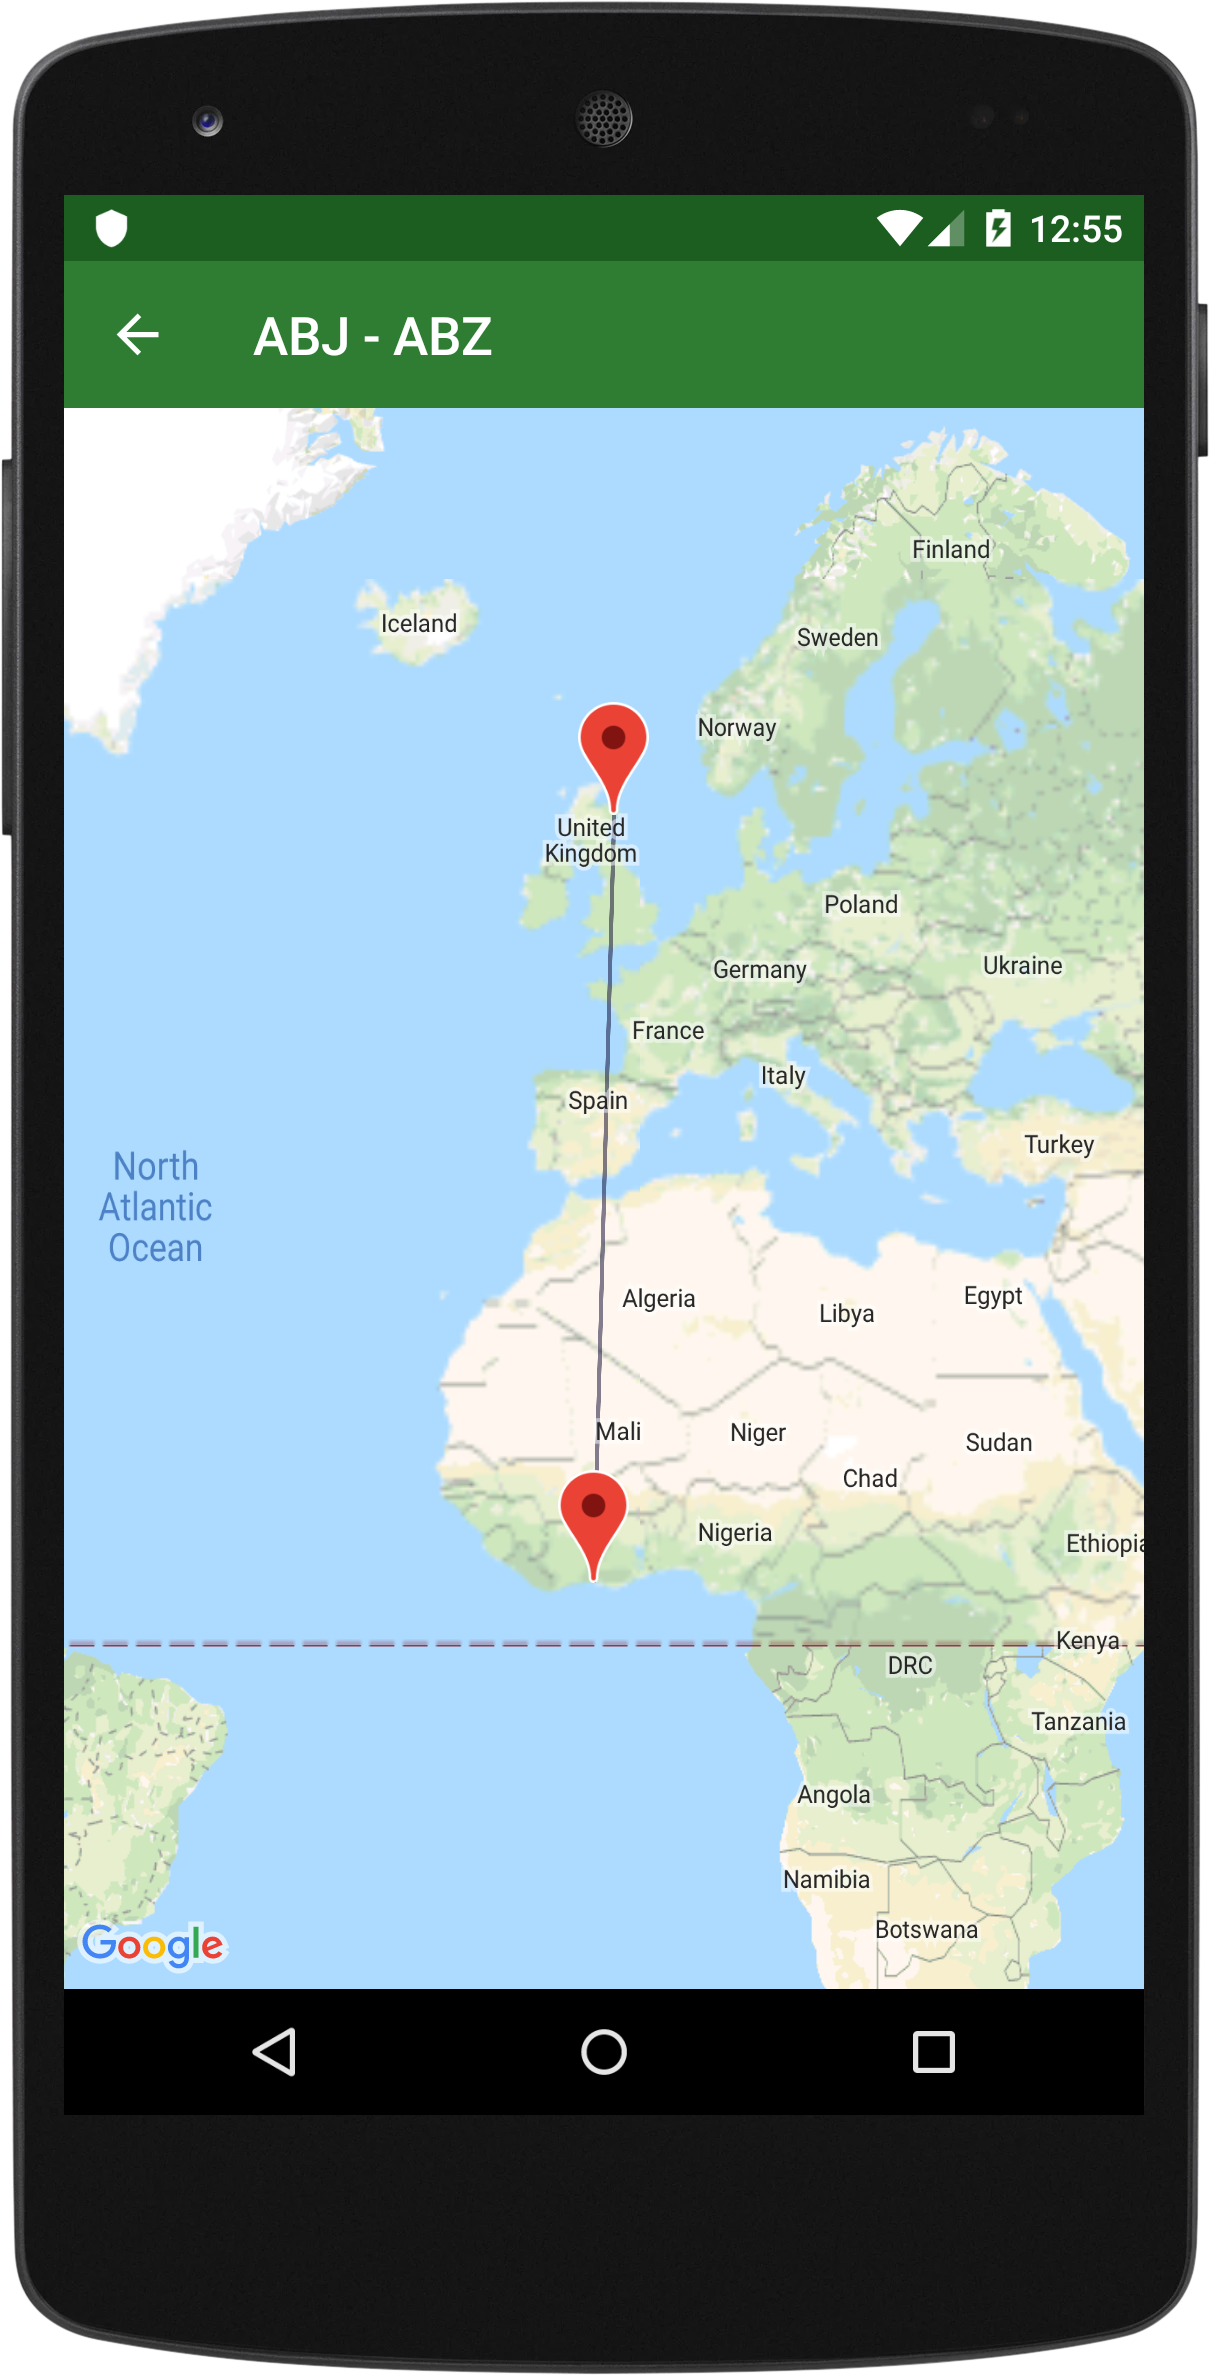 12:55
ABJ - ABZ
Finland
Iceland
Sweden
Norway
United
Kingdom
Poland
Ukraine
Germany
France
Italy
Spain
Turkey
North
Atlantic
Ocean
Algeria
Libya
Egypt
Mali
Niger
Sudan
Chad
Nigeria
Ethiopia
Kenya
DRC
Tanzania
Angola
Namibia
Botswana
Google